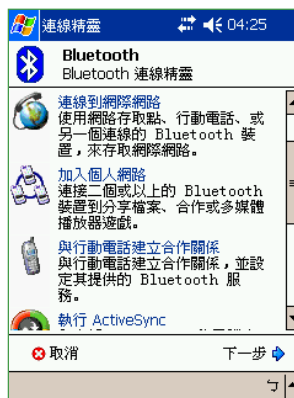 連線精靈 04:25
Bluetooth
Bluetooth 連線精靈
連線到網際網路
使用網路存取點、行動電話、或
另一個連線的 Bluetooth 裝
置，來存取網際網路。
加入個人網路
連接二個或以上的 Bluetooth
裝置到分享檔案、合作或多媒體
播放器遊戲。
與行動電話建立合作關係
與行動電話建立合作關係，並設
定其提供的 Bluetooth 服
務。
執行 ActiveSync
取消 下一步
ㄅ